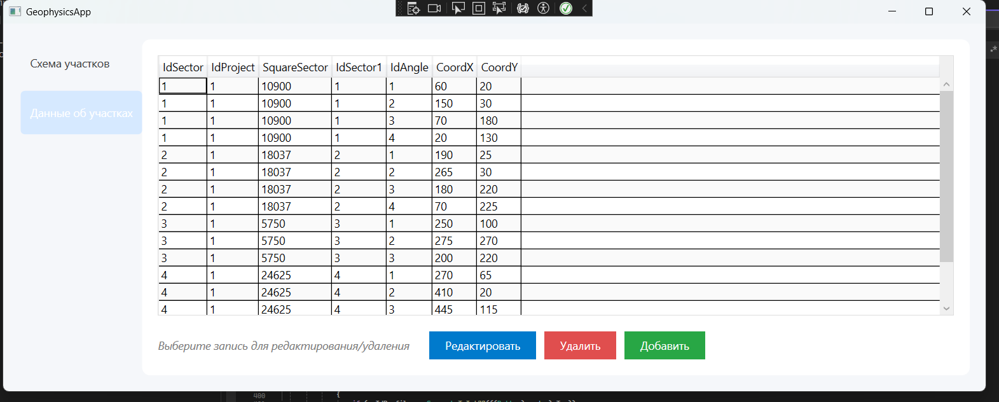 GeophysicsApp
Схема участков
Данные об участках
IdSector IdProject SquareSector IdSector1 IdAngle CoordX CoordY
1 1 10900 1 1 60 20
1 1 10900 1 2 150 30
1 1 10900 1 3 70 180
1 1 10900 1 4 20 130
2 1 18037 2 1 190 25
2 1 18037 2 2 265 30
2 1 18037 2 3 180 220
2 1 18037 2 4 70 225
3 1 5750 3 1 250 100
3 1 5750 3 2 275 270
3 1 5750 3 3 200 220
4 1 24625 4 1 270 65
4 1 24625 4 2 410 20
4 1 24625 4 3 445 115
Выберите запись для редактирования/удаления Редактировать Удалить Добавить
400 {